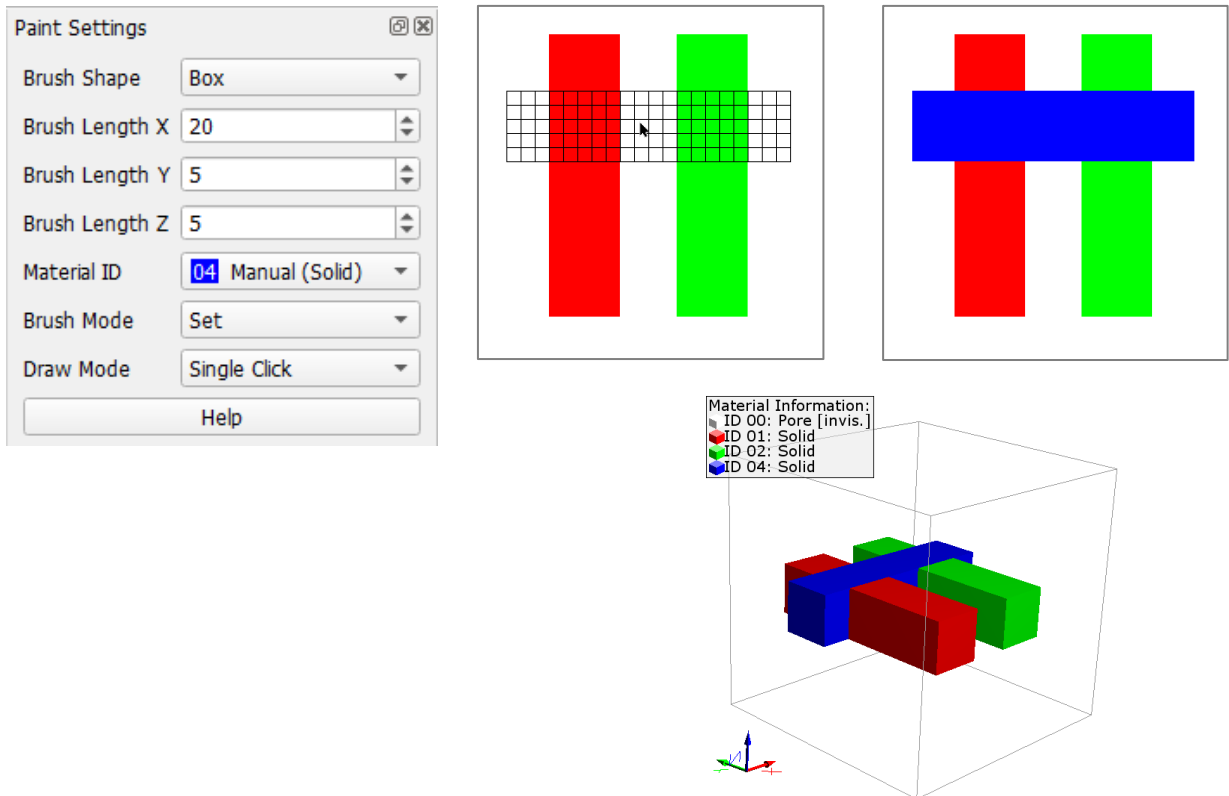 Paint Settings
Brush Shape Box
Brush Length X 20
Brush Length Y 5
Brush Length Z 5
Material ID 04 Manual (Solid)
Brush Mode Set
Draw Mode Single Click
Help
Material Information:
ID 00: Pore [invis.]
ID 01: Solid
ID 02: Solid
ID 04: Solid